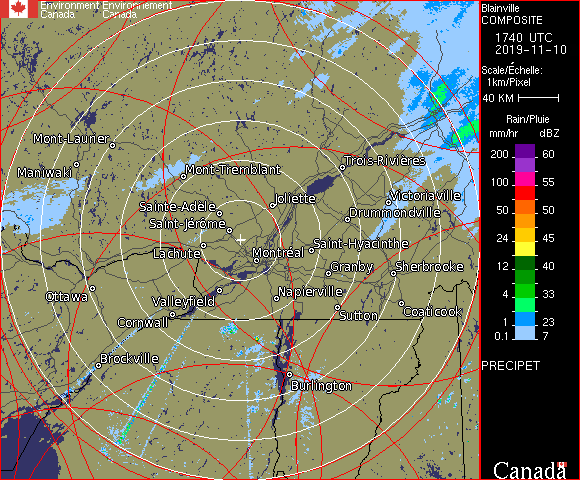 Environment Environnement
Canada Canada
Blainville
COMPOSITE
1740 UTC
2019-11-10
Scale/Échelle:
1km/Pixel
40 KM
Rain/Pluie
mm/hr dBZ
200 60
100 55
50 50
24 45
12 40
4 33
1 23
0.1 7
PRECIPET
Canada
Mont-Laurier
Maniwaki
Mont-Tremblant
Trois-Rivières
Sainte-Adèle
Joliette
Victoriaville
Drummondville
Saint-Jérôme
Saint-Hyacinthe
Lachute
Montréal
Granby
Sherbrooke
Ottawa
Valleyfield
Napierville
Sutton
Coaticook
Cornwall
Brockville
Burlington